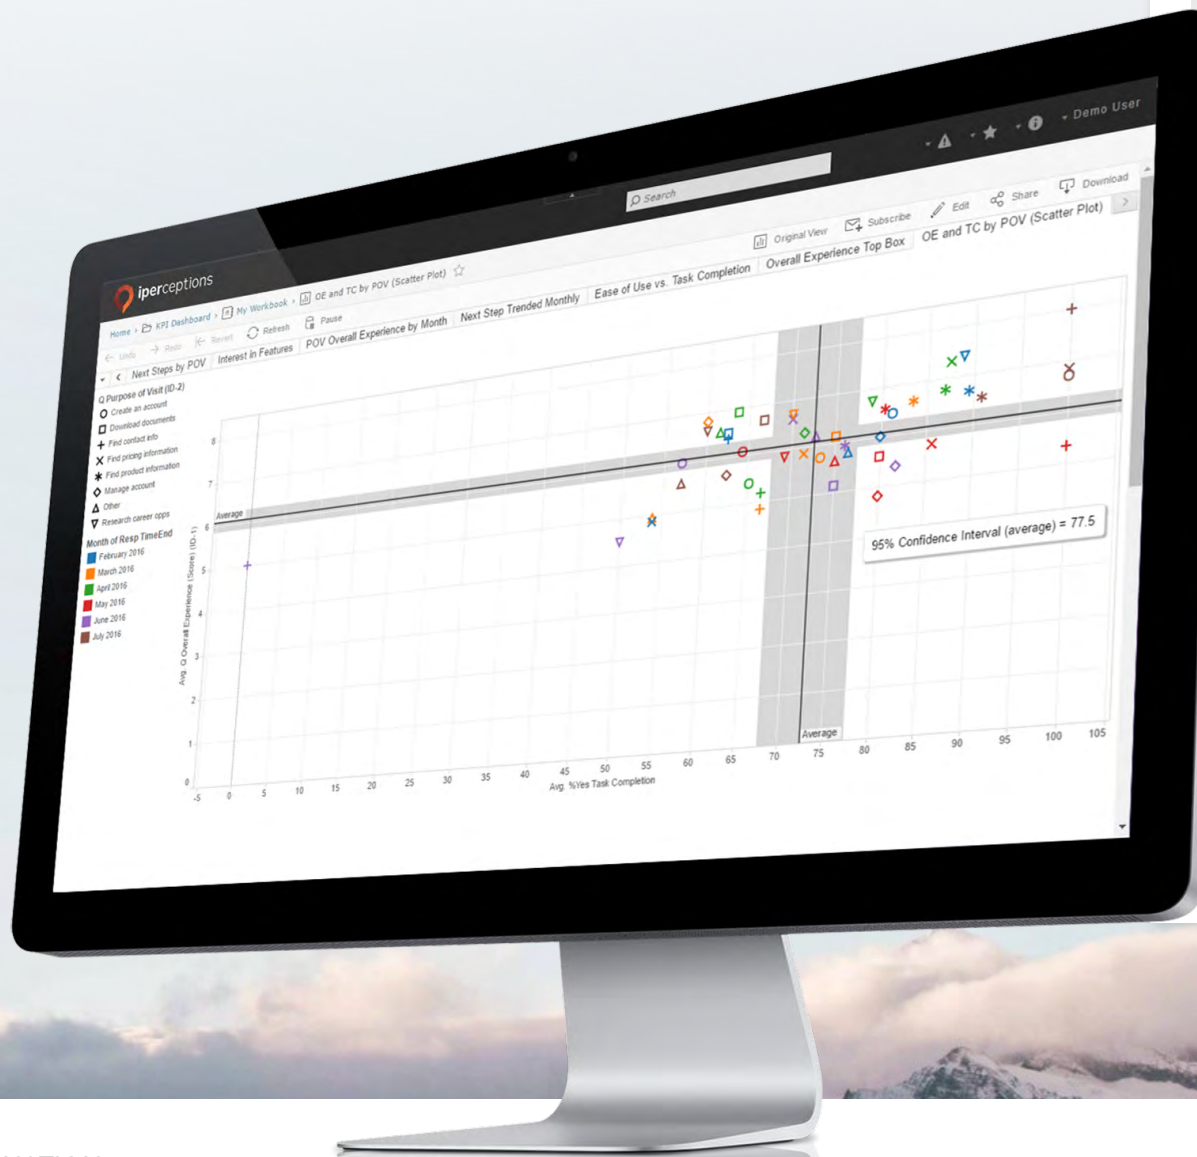 Demo User
Search
iperceptions
Home › KPI Dashboard › My Workbook › OE and TC by POV (Scatter Plot)
Undo Redo Revert Refresh Pause
Original View Subscribe Edit Share Download
Next Steps by POV Interest in Features POV Overall Experience by Month Next Step Trended Monthly Ease of Use vs. Task Completion Overall Experience Top Box OE and TC by POV (Scatter Plot)
Q Purpose of Visit (ID-2)
Create an account
Download documents
Find contact info
Find pricing information
Find product information
Manage account
Other
Research career opps
Month of Resp TimeEnd
February 2016
March 2016
April 2016
May 2016
June 2016
July 2016
Avg. Q Overall Experience (Score) (ID-1)
8
7
6
5
4
3
2
1
0
Average
95% Confidence Interval (average) = 77.5
Average
-5 0 5 10 15 20 25 30 35 40 45 50 55 60 65 70 75 80 85 90 95 100 105
Avg. %Yes Task Completion